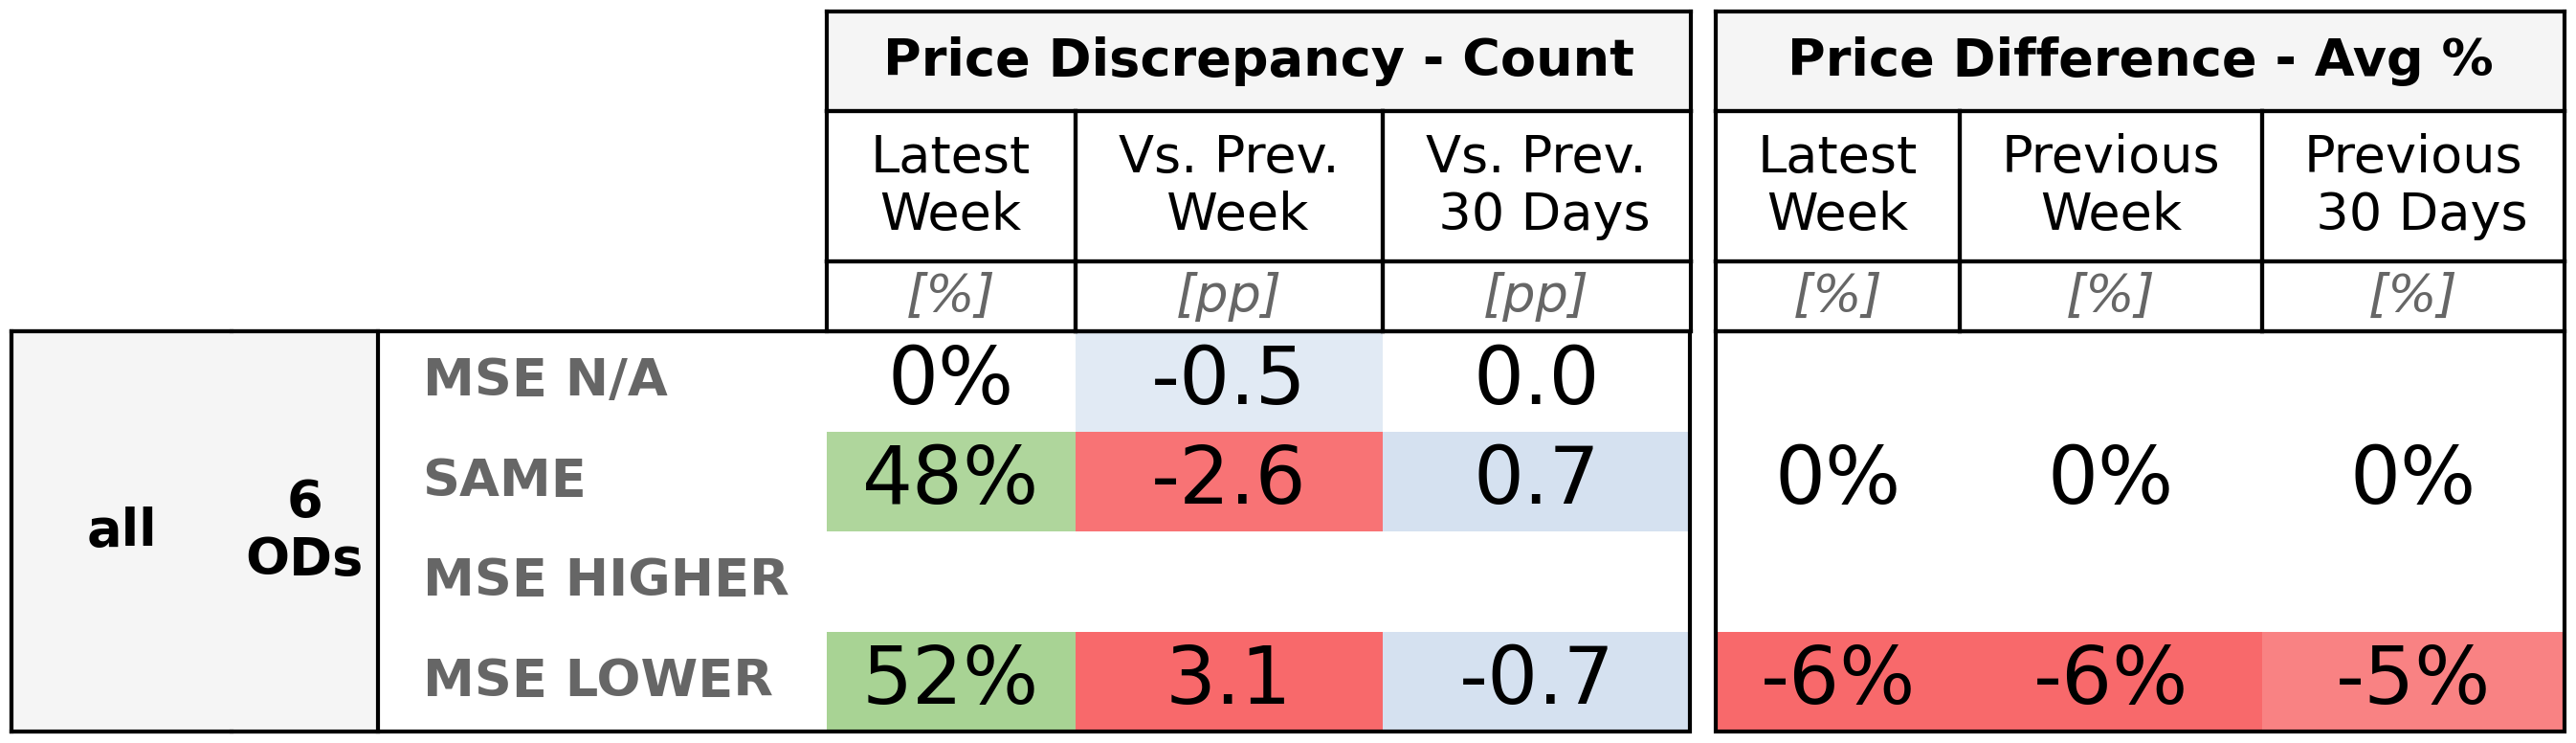 Price Discrepancy - Count Price Difference - Avg %
Latest Week Vs. Prev. Week Vs. Prev. 30 Days Latest Week Previous Week Previous 30 Days
[%] [pp] [pp] [%] [%] [%]
all 6 ODs
MSE N/A 0% -0.5 0.0
SAME 48% -2.6 0.7 0% 0% 0%
MSE HIGHER
MSE LOWER 52% 3.1 -0.7 -6% -6% -5%